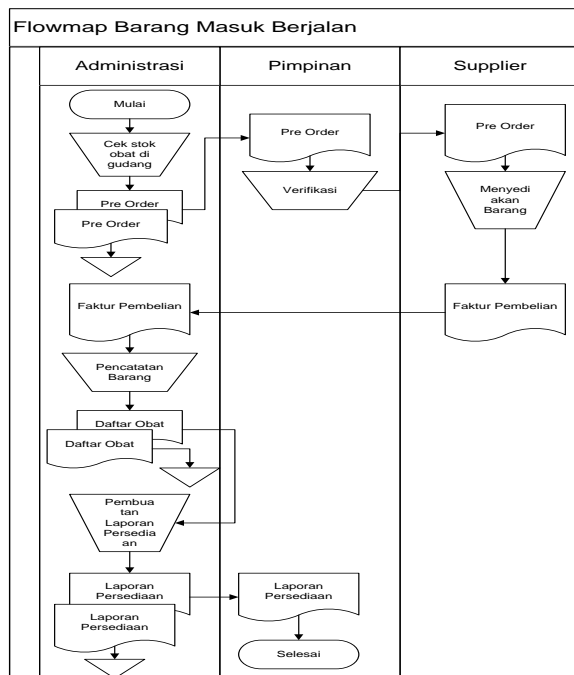 Flowmap Barang Masuk Berjalan
Administrasi
Pimpinan
Supplier
Mulai
Cek stok
obat di
gudang
Pre Order
Pre Order
Pre Order
Verifikasi
Pre Order
Menyedi
akan
Barang
Faktur Pembelian
Faktur Pembelian
Pencatatan
Barang
Daftar Obat
Daftar Obat
Pembua
tan
Laporan
Persedia
an
Laporan
Persediaan
Laporan
Persediaan
Laporan
Persediaan
Selesai